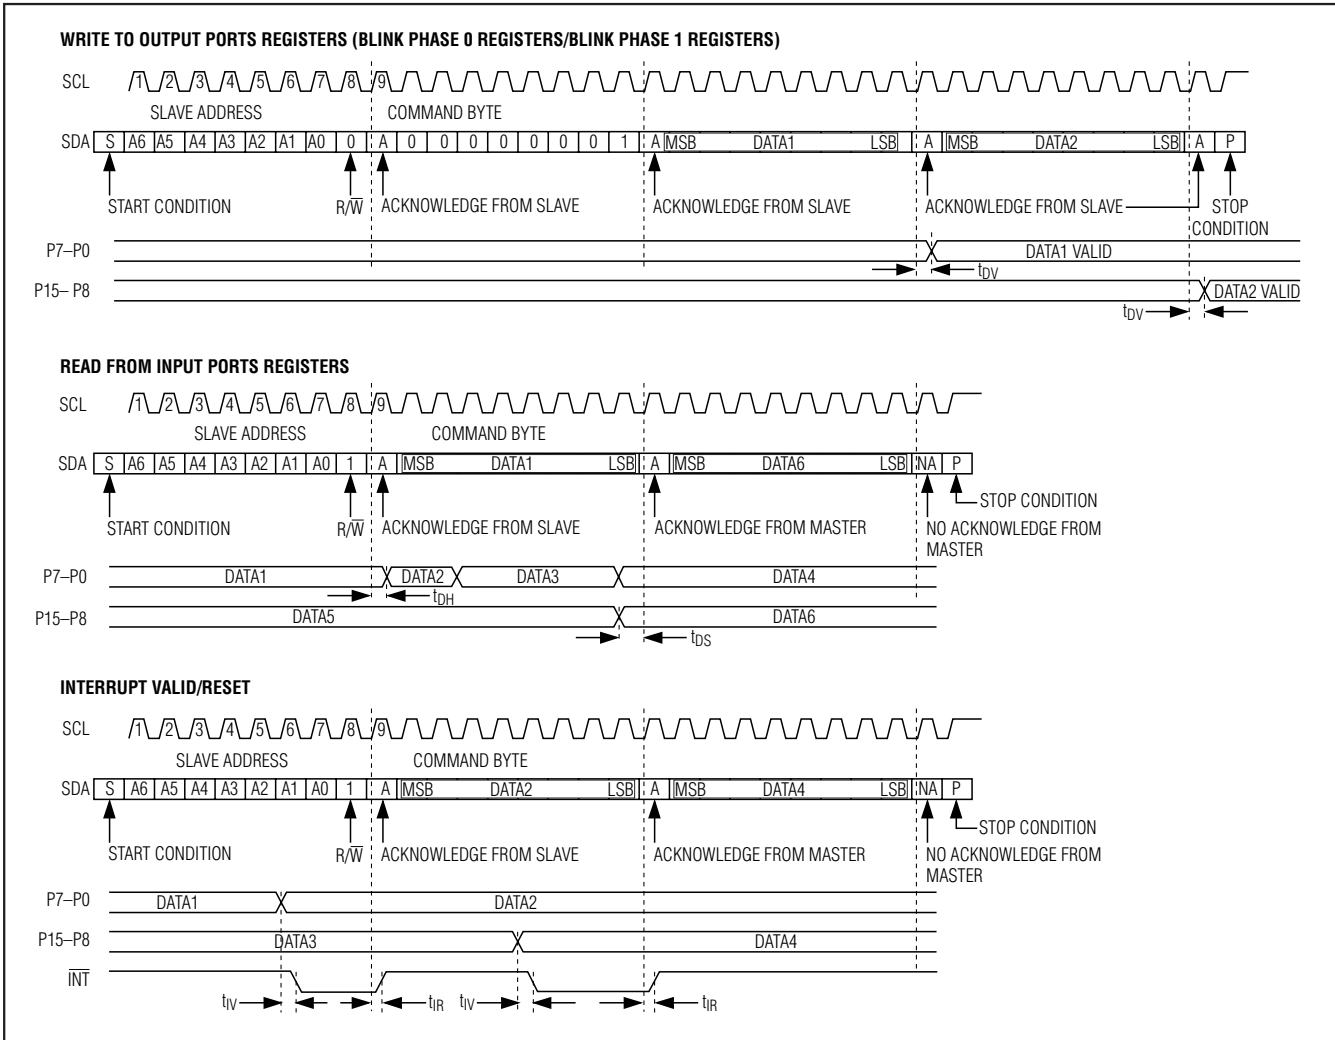 WRITE TO OUTPUT PORTS REGISTERS (BLINK PHASE 0 REGISTERS/BLINK PHASE 1 REGISTERS)
SCL 1 2 3 4 5 6 7 8 9
SLAVE ADDRESS COMMAND BYTE
SDA S A6 A5 A4 A3 A2 A1 A0 0 A 0 0 0 0 0 0 0 1 A MSB DATA1 LSB A MSB DATA2 LSB A P
START CONDITION R/W̅ ACKNOWLEDGE FROM SLAVE ACKNOWLEDGE FROM SLAVE ACKNOWLEDGE FROM SLAVE STOP
CONDITION
P7–P0 DATA1 VALID
tDV
P15–P8 DATA2 VALID
tDV
READ FROM INPUT PORTS REGISTERS
SCL 1 2 3 4 5 6 7 8 9
SLAVE ADDRESS COMMAND BYTE
SDA S A6 A5 A4 A3 A2 A1 A0 1 A MSB DATA1 LSB A MSB DATA6 LSB NA P
STOP CONDITION
START CONDITION R/W̅ ACKNOWLEDGE FROM SLAVE ACKNOWLEDGE FROM MASTER NO ACKNOWLEDGE FROM
MASTER
P7–P0 DATA1 DATA2 DATA3 DATA4
tDH
P15–P8 DATA5 DATA6
tDS
INTERRUPT VALID/RESET
SCL 1 2 3 4 5 6 7 8 9
SLAVE ADDRESS COMMAND BYTE
SDA S A6 A5 A4 A3 A2 A1 A0 1 A MSB DATA2 LSB A MSB DATA4 LSB NA P
STOP CONDITION
START CONDITION R/W̅ ACKNOWLEDGE FROM SLAVE ACKNOWLEDGE FROM MASTER NO ACKNOWLEDGE FROM
MASTER
P7–P0 DATA1 DATA2
P15–P8 DATA3 DATA4
I̅N̅T̅
tIV tIR tIV tIR